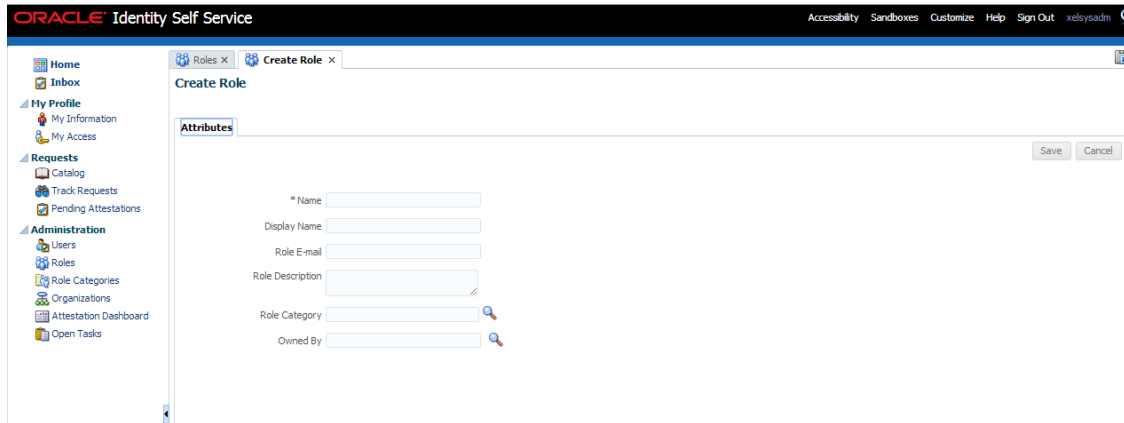 ORACLE Identity Self Service
Accessibility Sandboxes Customize Help Sign Out xelsysadm
Home
Inbox
My Profile
My Information
My Access
Requests
Catalog
Track Requests
Pending Attestations
Administration
Users
Roles
Role Categories
Organizations
Attestation Dashboard
Open Tasks
Roles × Create Role ×
Create Role
Attributes
Save Cancel
* Name
Display Name
Role E-mail
Role Description
Role Category
Owned By